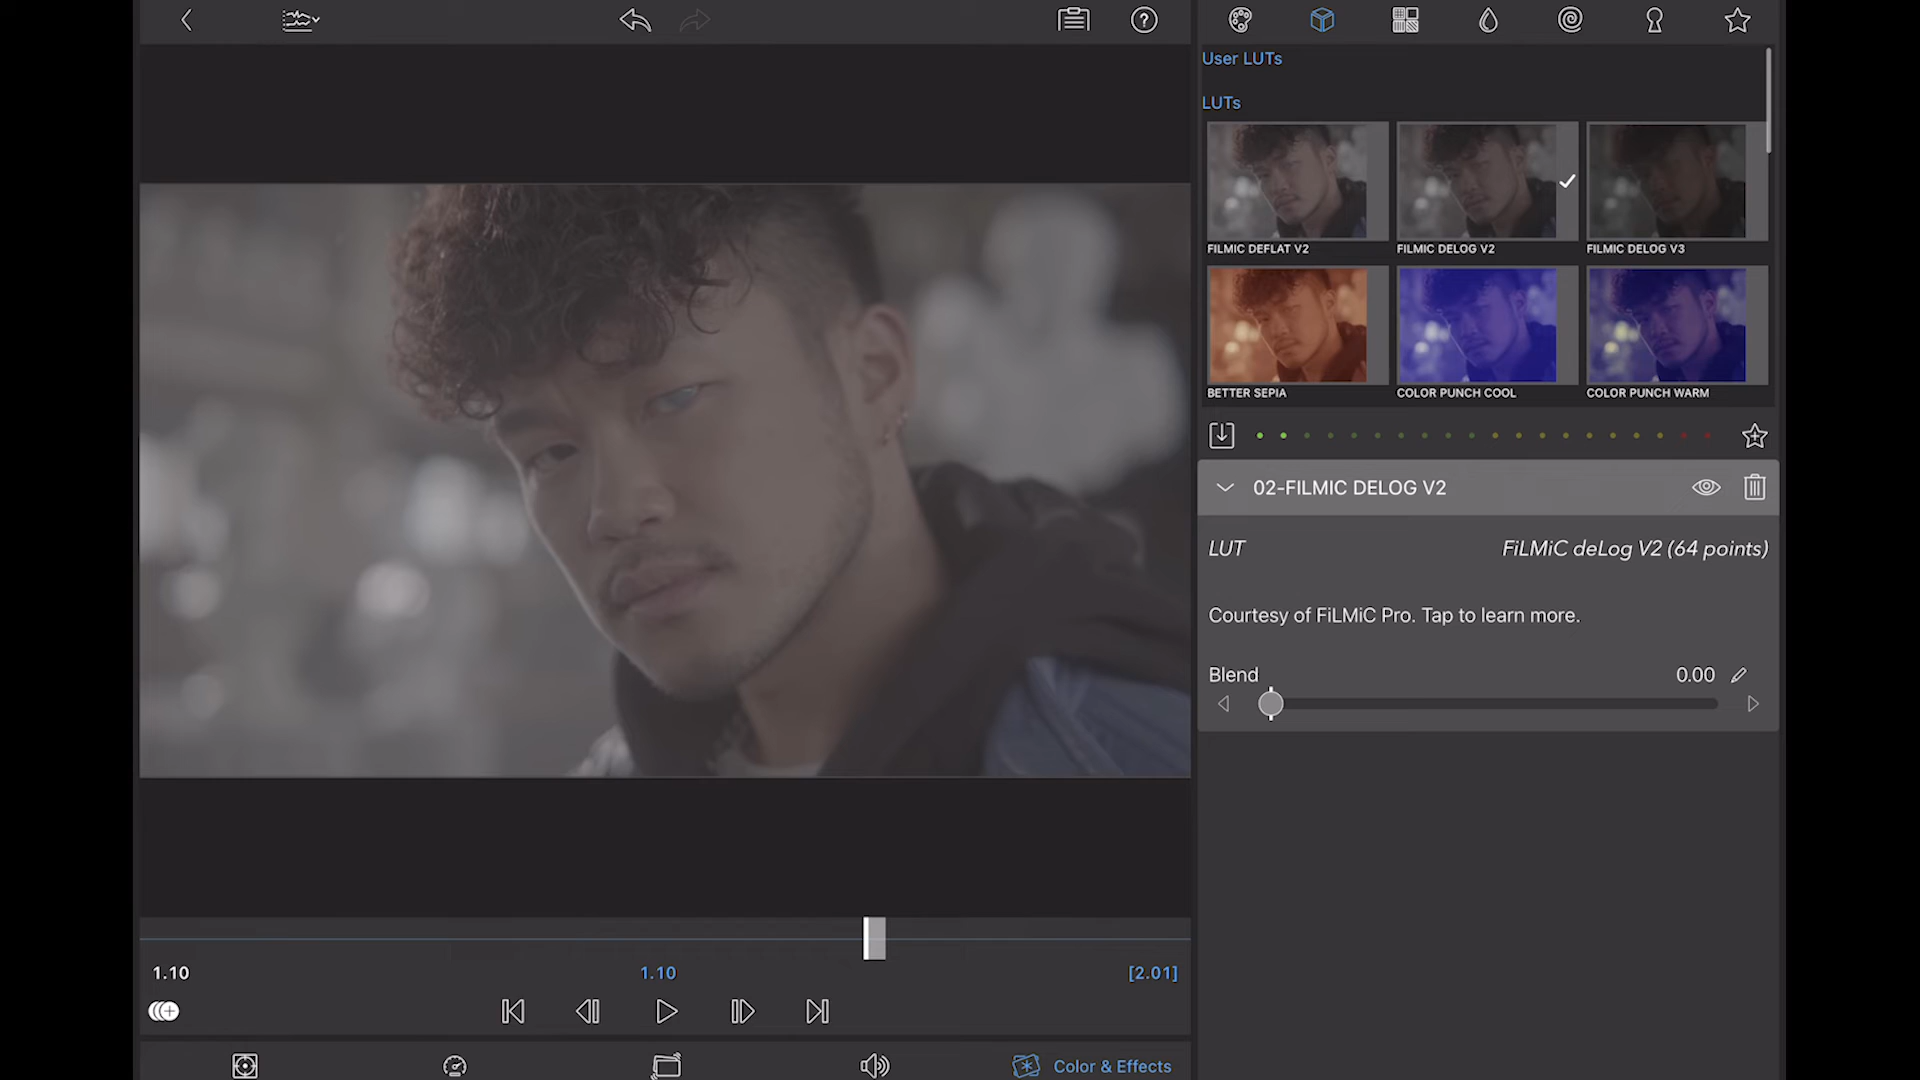 User LUTs
LUTs
FILMIC DEFLAT V2
FILMIC DELOG V2
FILMIC DELOG V3
BETTER SEPIA
COLOR PUNCH COOL
COLOR PUNCH WARM
02-FILMIC DELOG V2
LUT FiLMiC deLog V2 (64 points)
Courtesy of FiLMiC Pro. Tap to learn more.
Blend 0.00
1.10 1.10 [2.01]
Color & Effects